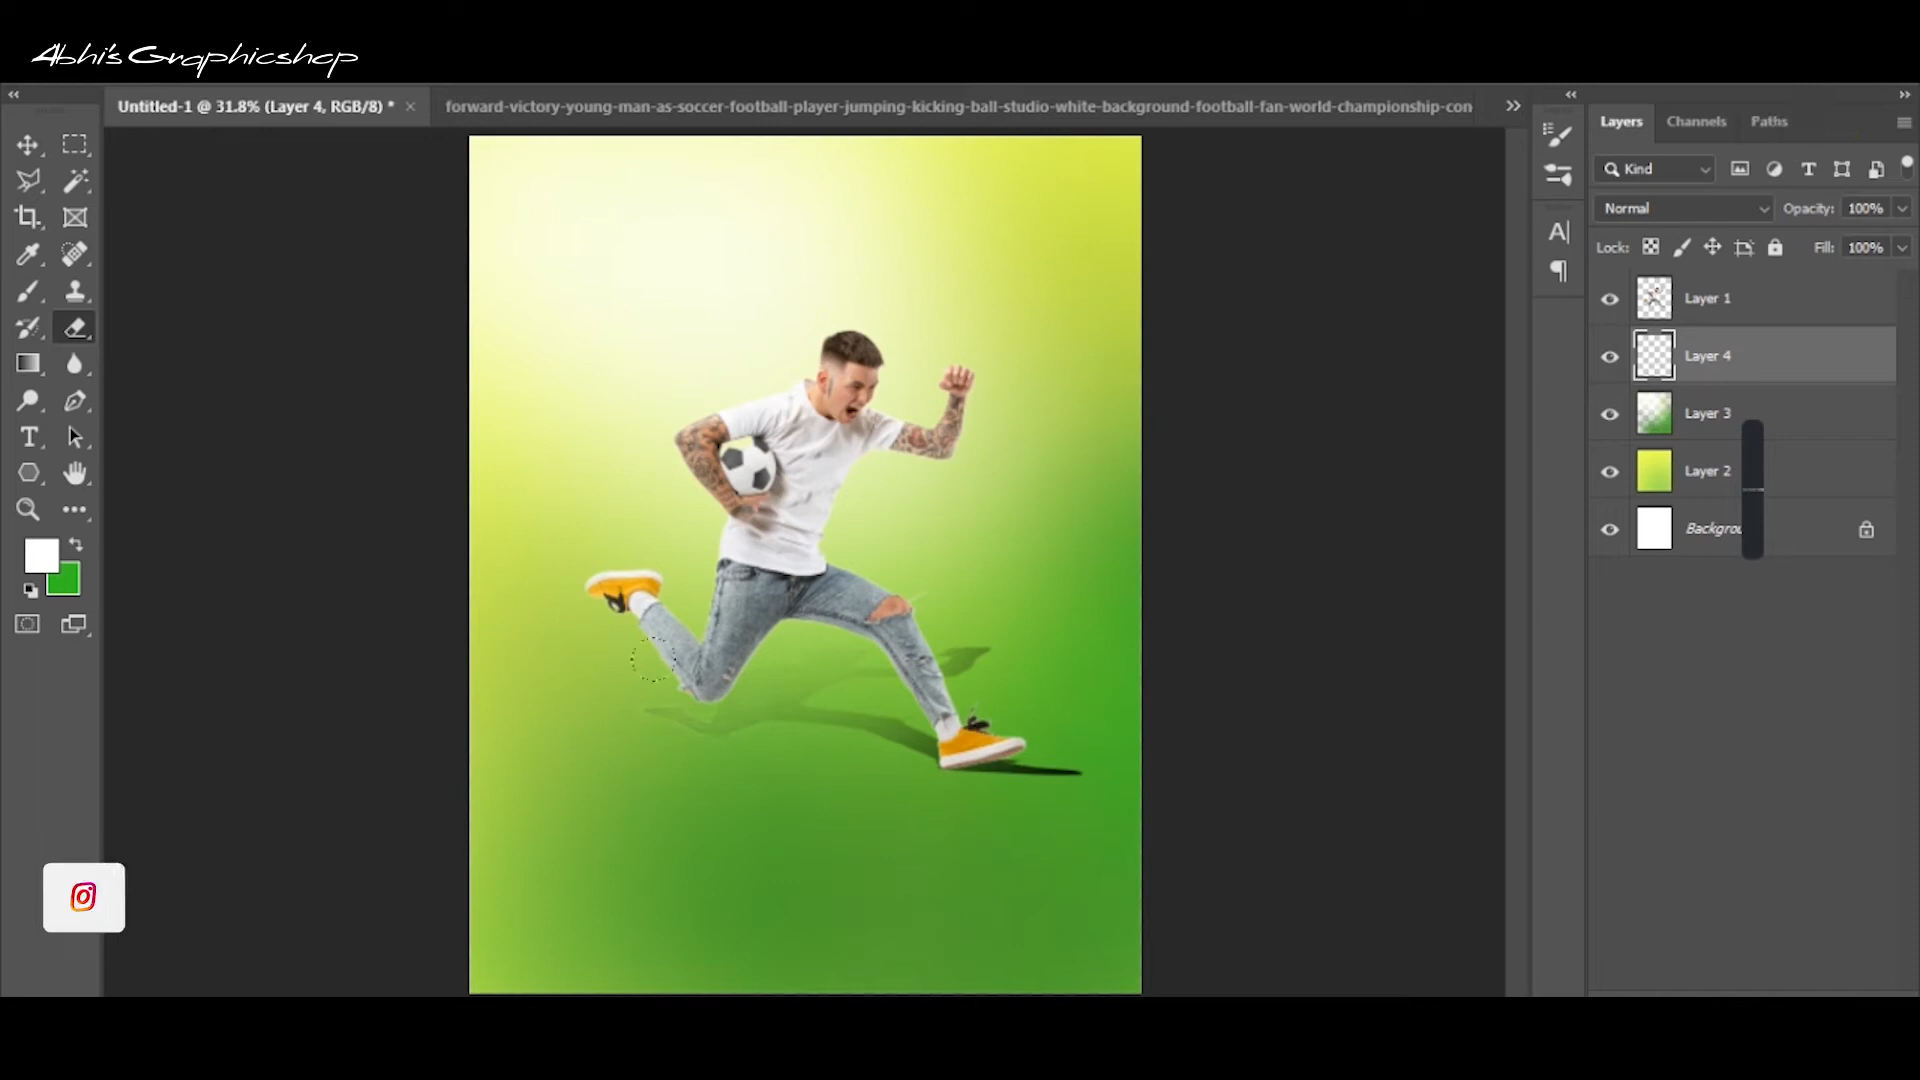 Abhi's Graphicshop
Untitled-1 @ 31.8% (Layer 4, RGB/8) *
forward-victory-young-man-as-soccer-football-player-jumping-kicking-ball-studio-white-background-football-fan-world-championship-con
Layers
Channels
Paths
Kind
Normal
Opacity: 100%
Lock:
Fill: 100%
Layer 1
Layer 4
Layer 3
Layer 2
Backgrou